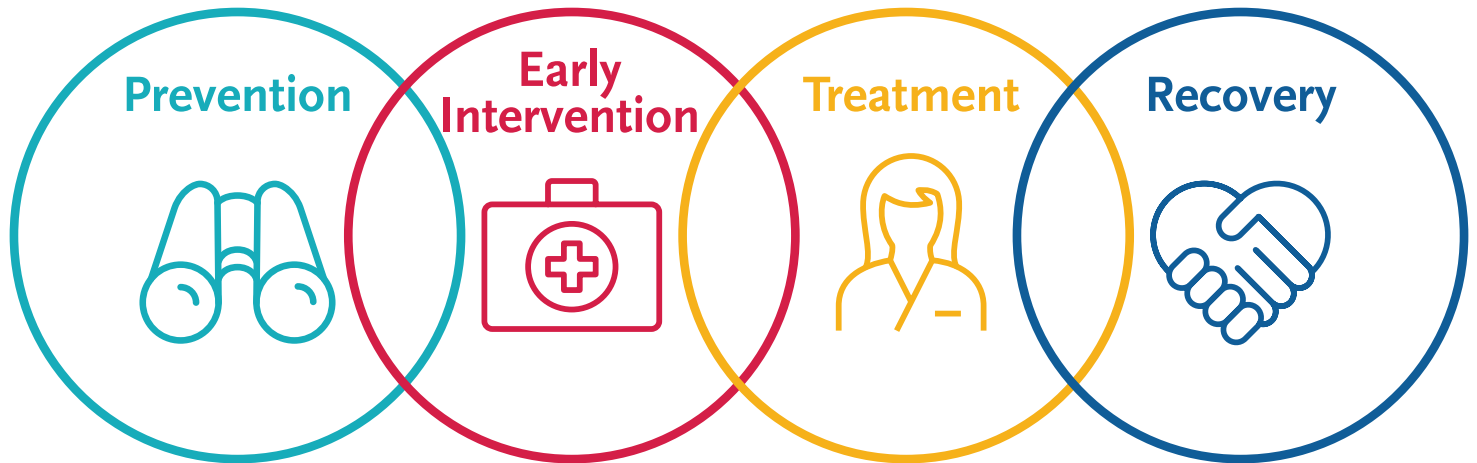 Prevention
Early
Intervention
Treatment
Recovery